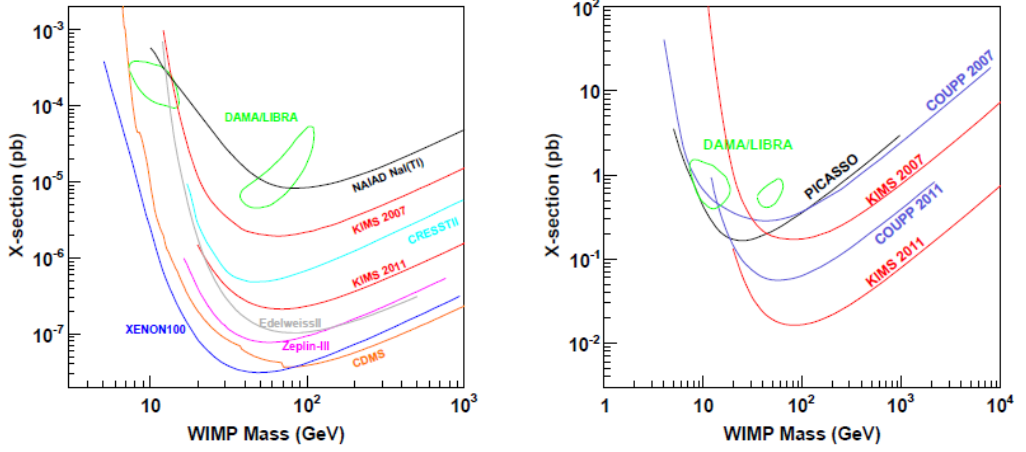 10⁻³
10⁻⁴
10⁻⁵
10⁻⁶
10⁻⁷
X-section (pb)
DAMA/LIBRA
NAIAD NaI(Tl)
KIMS 2007
CRESSTII
KIMS 2011
EdelweissII
XENON100
Zeplin-III
CDMS
10
10²
10³
WIMP Mass (GeV)
10²
10
1
10⁻¹
10⁻²
X-section (pb)
COUPP 2007
DAMA/LIBRA
PICASSO
KIMS 2007
COUPP 2011
KIMS 2011
1
10
10²
10³
10⁴
WIMP Mass (GeV)